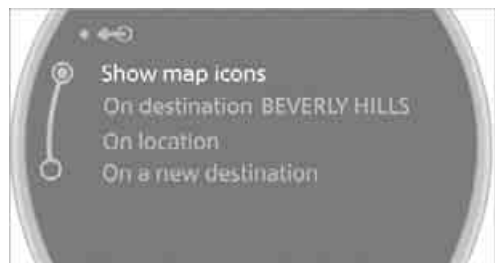 Show map icons
On destination BEVERLY HILLS
On location
On a new destination